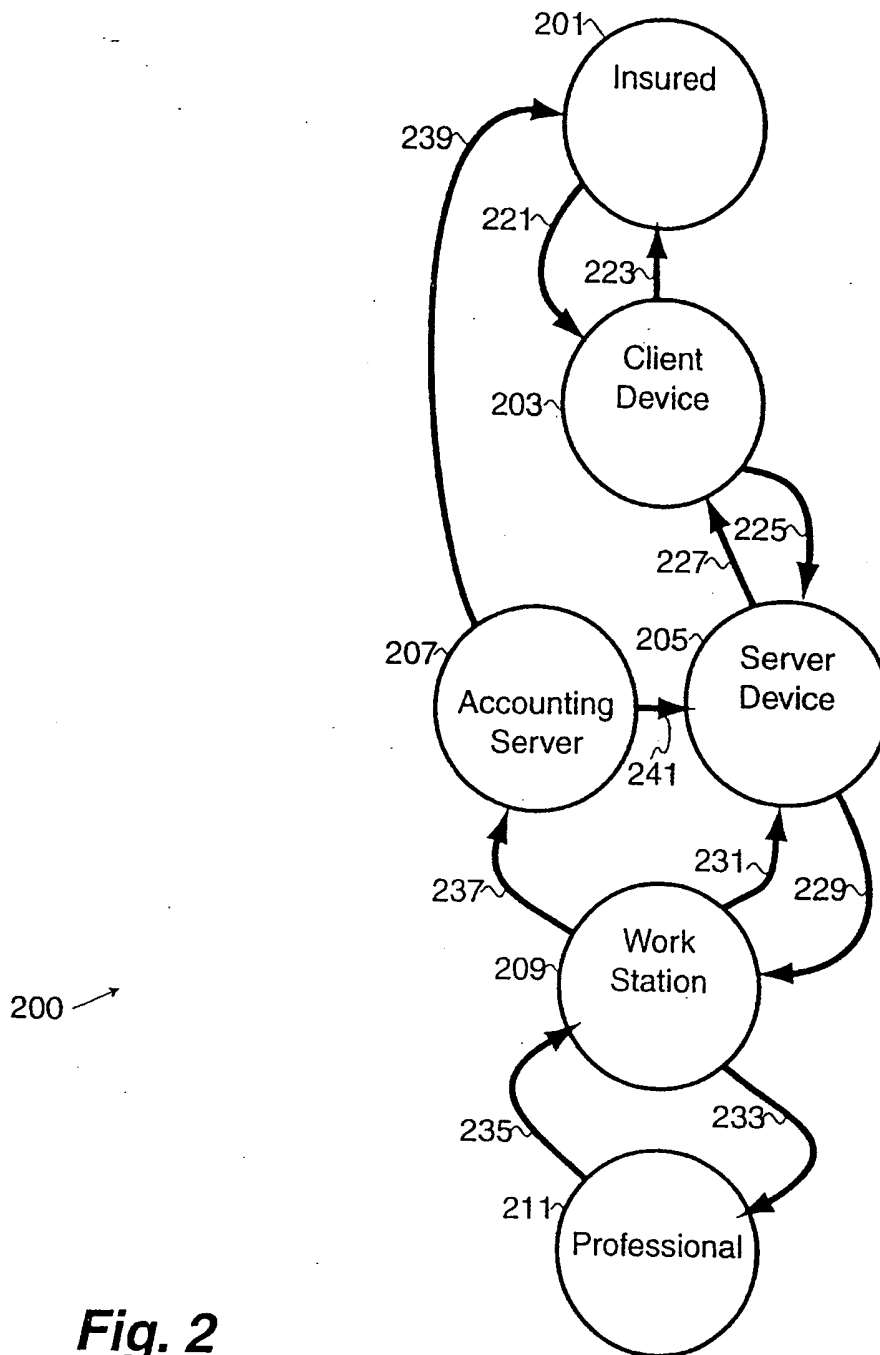 201
Insured
239
221
223
Client
Device
203
225
227
207
205
Server
Device
Accounting
Server
241
237
231
229
209
Work
Station
200
235
233
211
Professional
Fig. 2